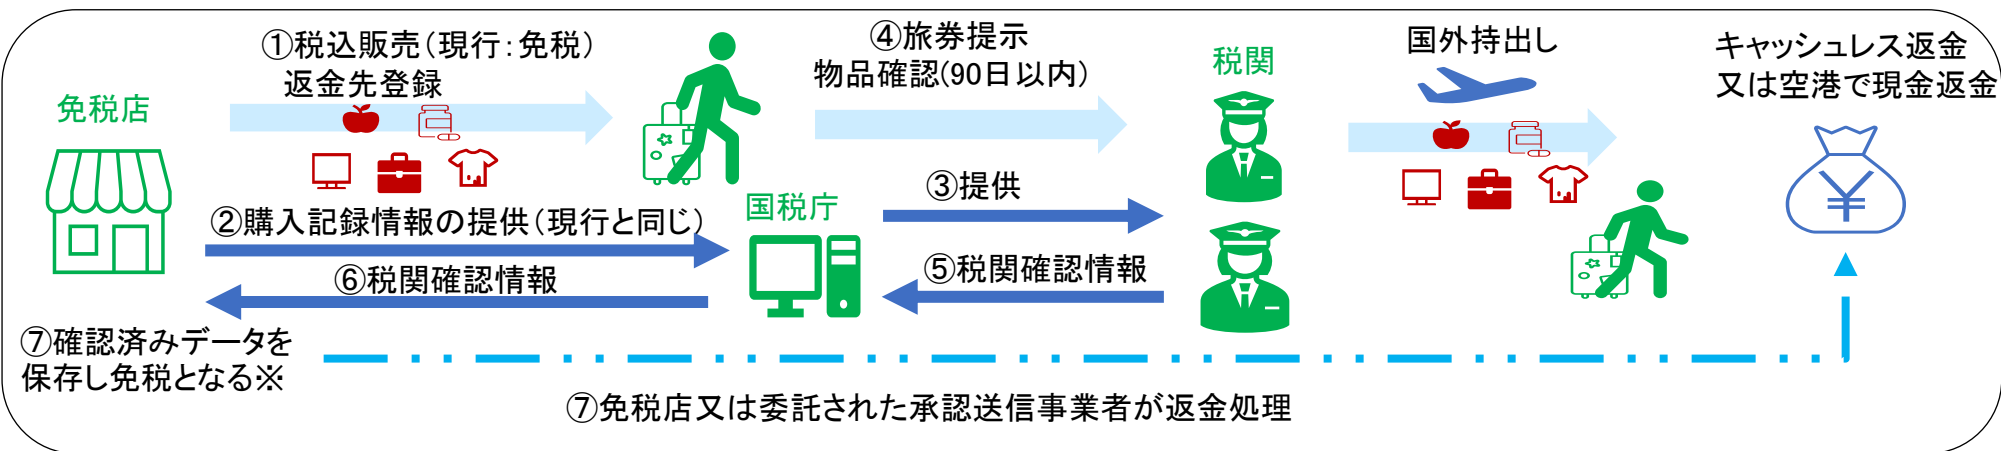 免税店
①税込販売（現行：免税）
返金先登録
④旅券提示
物品確認(90日以内)
税関
国外持出し
キャッシュレス返金
又は空港で現金返金
国税庁
②購入記録情報の提供（現行と同じ）
③提供
⑥税関確認情報
⑤税関確認情報
⑦確認済みデータを
保存し免税となる※
⑦免税店又は委託された承認送信事業者が返金処理